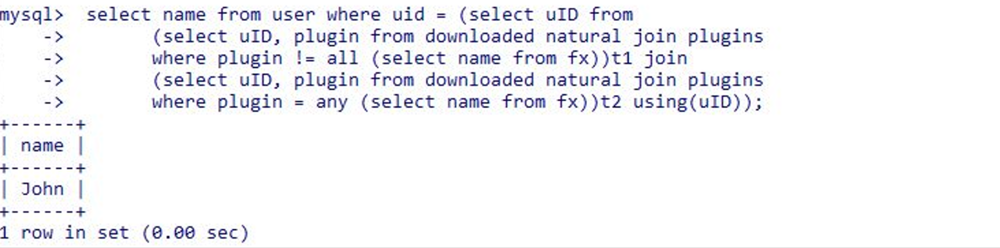 mysql>  select name from user where uid = (select uID from
    ->        (select uID, plugin from downloaded natural join plugins
    ->        where plugin != all (select name from fx))t1 join
    ->        (select uID, plugin from downloaded natural join plugins
    ->        where plugin = any (select name from fx))t2 using(uID));
+------+
| name |
+------+
| John |
+------+
1 row in set (0.00 sec)